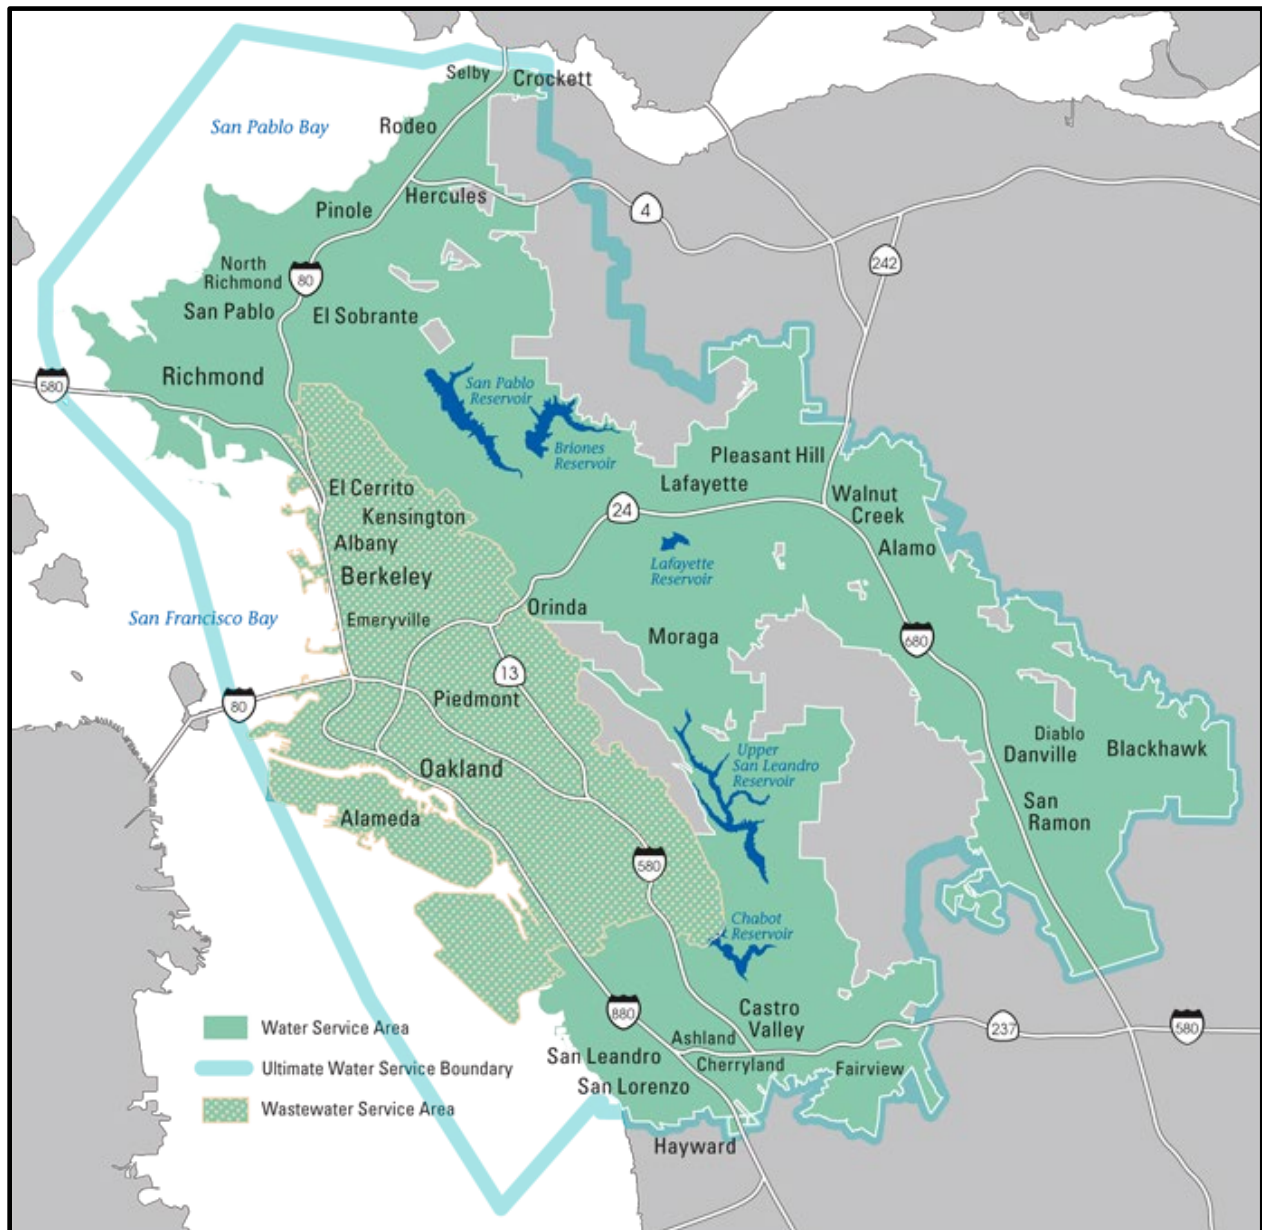 Selby
Crockett
San Pablo Bay
Rodeo
Hercules
4
Pinole
242
North
Richmond
80
San Pablo
El Sobrante
580
Richmond
San Pablo
Reservoir
Briones
Reservoir
Pleasant Hill
Lafayette
El Cerrito
Kensington
24
Walnut
Creek
Albany
Alamo
Berkeley
Lafayette
Reservoir
San Francisco Bay
Emeryville
Orinda
Moraga
680
13
80
Piedmont
Diablo
Danville
Blackhawk
Upper
San Leandro
Reservoir
Oakland
Alameda
San
Ramon
580
Chabot
Reservoir
880
Castro
Valley
237
580
Ashland
San Leandro
Cherryland
Fairview
San Lorenzo
Hayward
Water Service Area
Ultimate Water Service Boundary
Wastewater Service Area